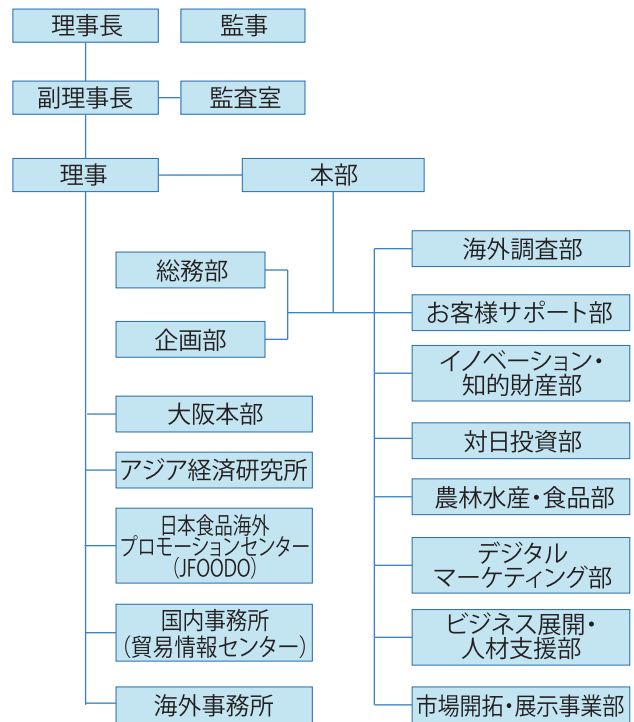 理事長
監事
副理事長
監査室
理事
本部
総務部
企画部
大阪本部
アジア経済研究所
日本食品海外
プロモーションセンター
(JFOODO)
国内事務所
(貿易情報センター)
海外事務所
海外調査部
お客様サポート部
イノベーション・
知的財産部
対日投資部
農林水産・食品部
デジタル
マーケティング部
ビジネス展開・
人材支援部
市場開拓・展示事業部